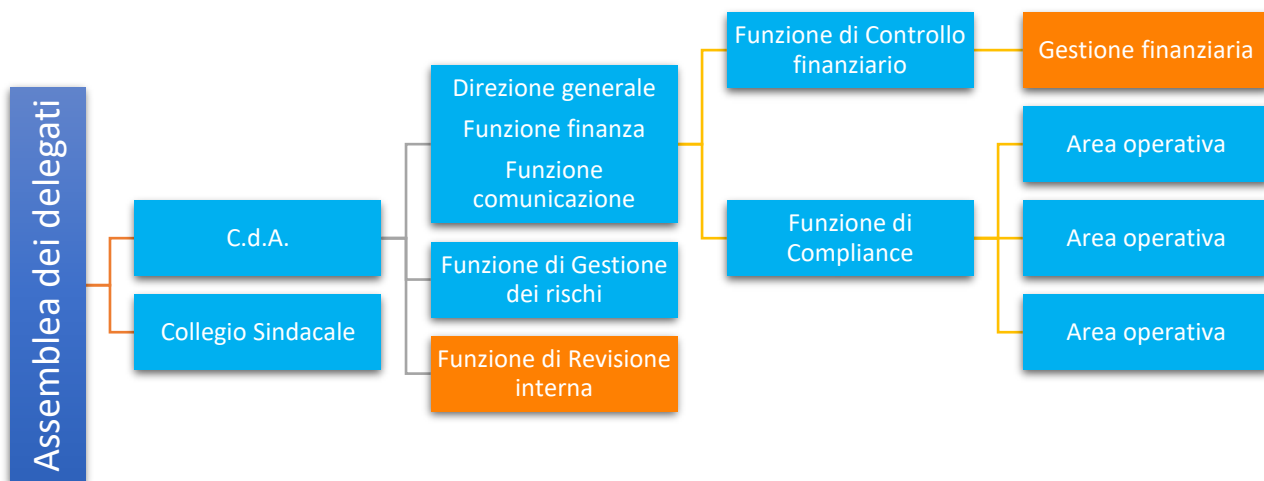 Assemblea dei delegati
C.d.A.
Collegio Sindacale
Direzione generale
Funzione finanza
Funzione
comunicazione
Funzione di Gestione
dei rischi
Funzione di Revisione
interna
Funzione di Controllo
finanziario
Funzione di
Compliance
Gestione finanziaria
Area operativa
Area operativa
Area operativa